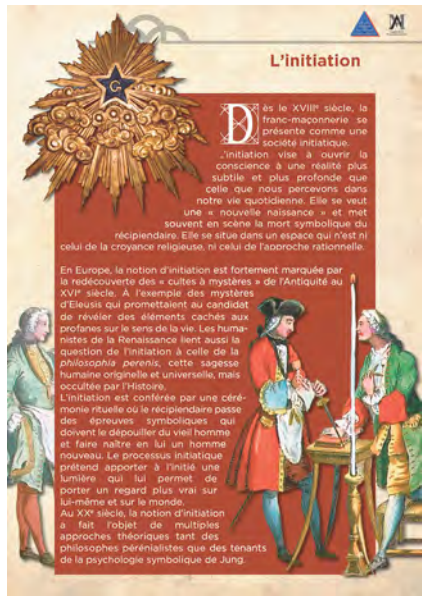 G
L'initiation
Dès le XVIIIᵉ siècle, la
franc-maçonnerie se
présente comme une
société initiatique.
L'initiation vise à ouvrir la
conscience à une réalité plus
subtile et plus profonde que
celle que nous percevons dans
notre vie quotidienne. Elle se veut
une « nouvelle naissance » et met
souvent en scène la mort symbolique du
récipiendaire. Elle se situe dans un espace qui n'est ni
celui de la croyance religieuse, ni celui de l'approche rationnelle.
En Europe, la notion d'initiation est fortement marquée par
la redécouverte des « cultes à mystères » de l'Antiquité au
XVIᵉ siècle. À l'exemple des mystères
d'Eleusis qui promettaient au candidat
de révéler des éléments cachés aux
profanes sur le sens de la vie. Les huma-
nistes de la Renaissance lient aussi la
question de l'initiation à celle de la
philosophia perenis, cette sagesse
humaine originelle et universelle, mais
occultée par l'Histoire.
L'initiation est conférée par une céré-
monie rituelle où le récipiendaire passe
des épreuves symboliques qui
doivent le dépouiller du vieil homme
et faire naître en lui un homme
nouveau. Le processus initiatique
prétend apporter à l'initié une
lumière qui lui permet de
porter un regard plus vrai sur
lui-même et sur le monde.
Au XXᵉ siècle, la notion d'initiation
a fait l'objet de multiples
approches théoriques tant des
philosophes pérénialistes que des tenants
de la psychologie symbolique de Jung.